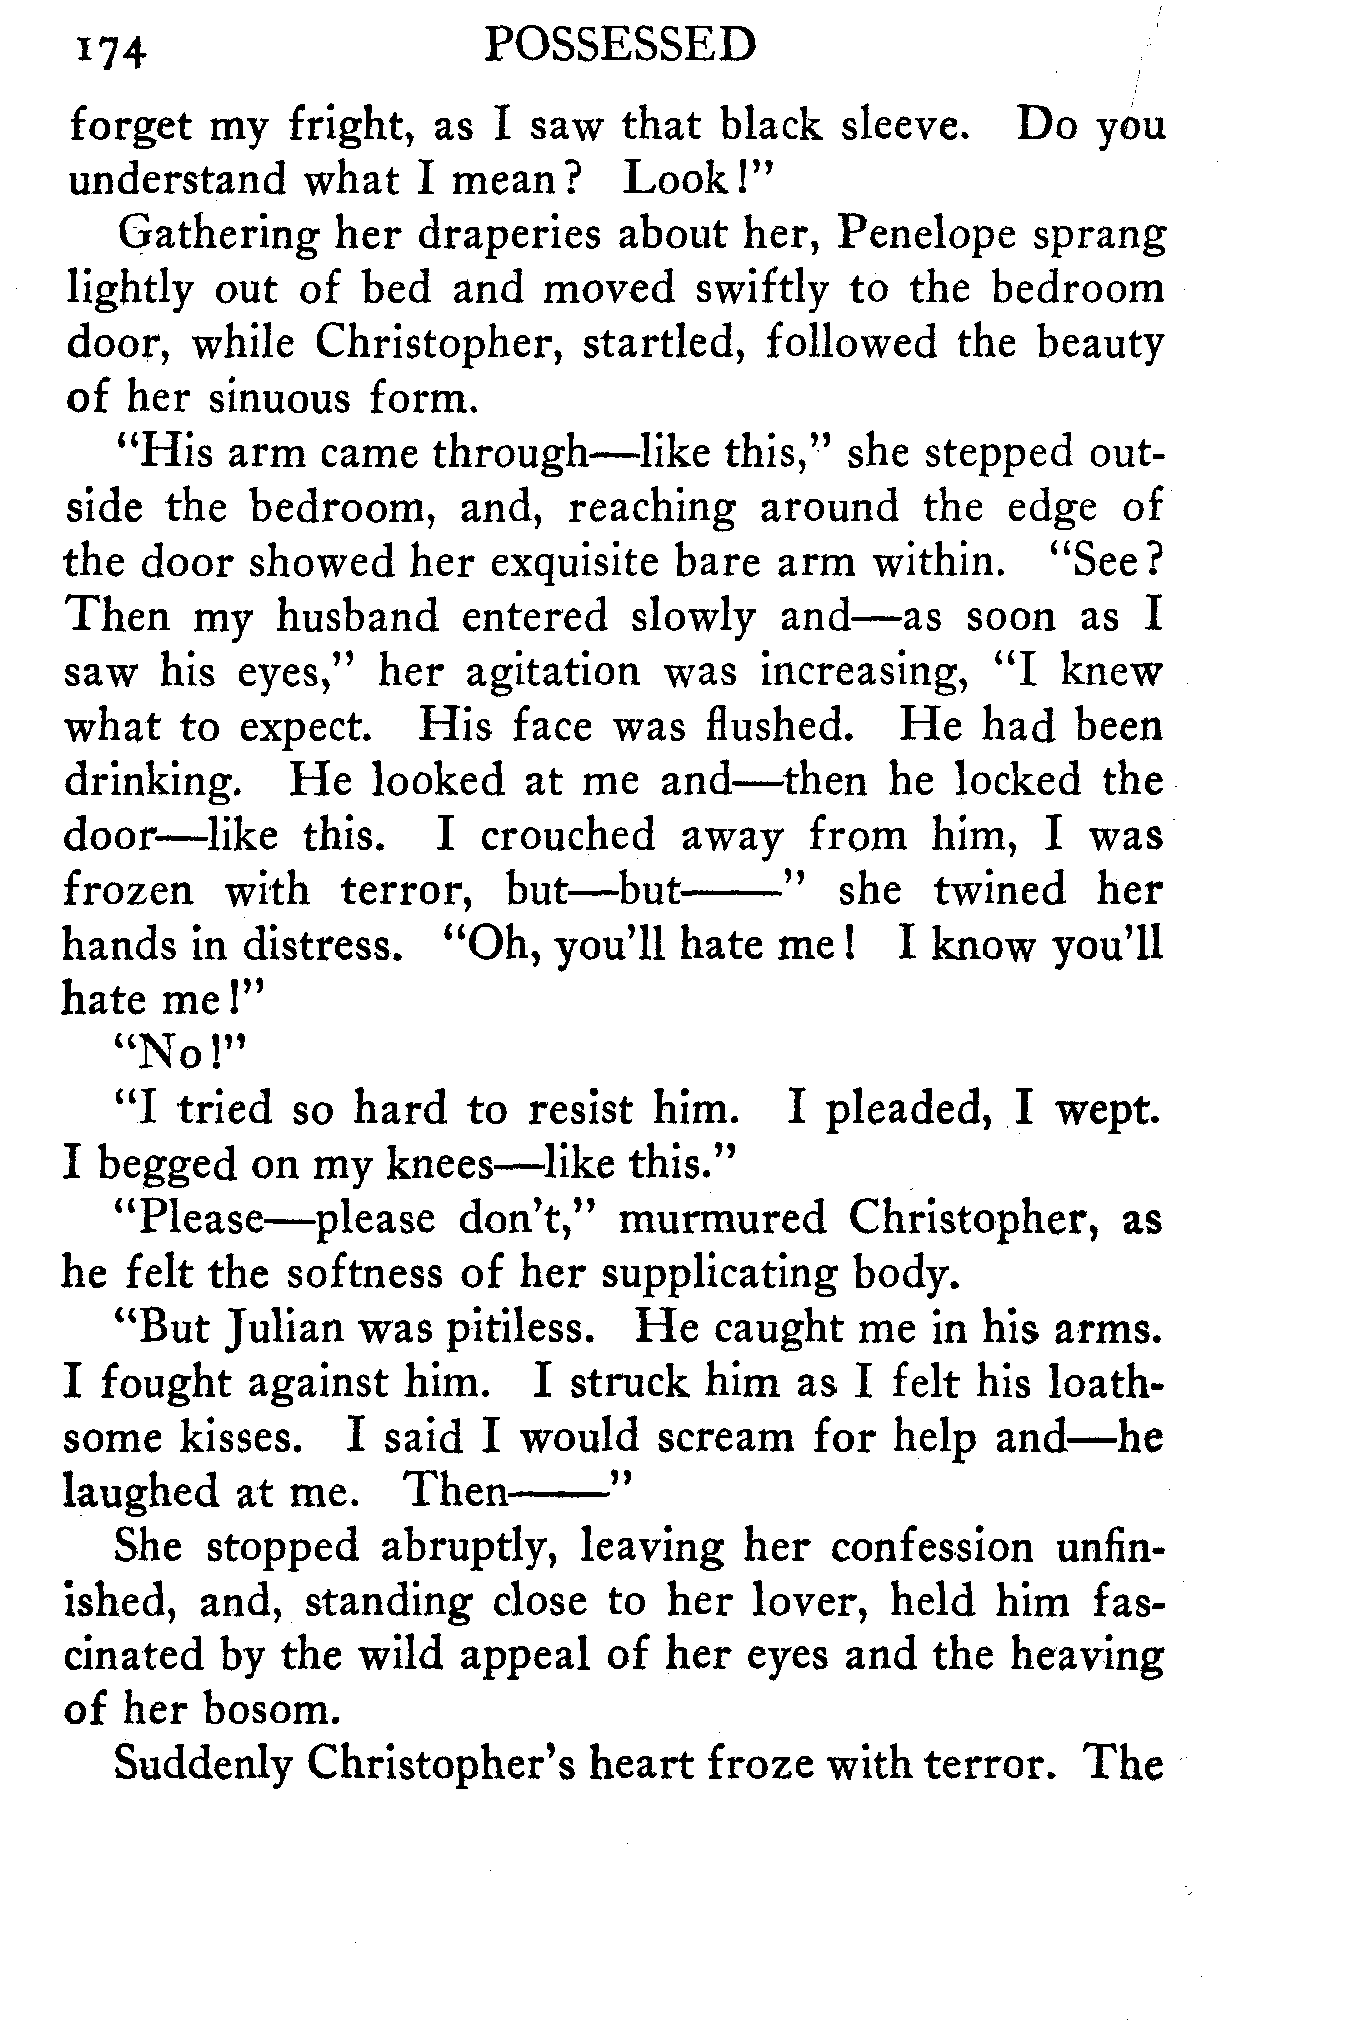 174 POSSESSED
forget my fright, as I saw that black sleeve. Do you
understand what I mean? Look!"
Gathering her draperies about her, Penelope sprang
lightly out of bed and moved swiftly to the bedroom
door, while Christopher, startled, followed the beauty
of her sinuous form.
"His arm came through—like this," she stepped out-
side the bedroom, and, reaching around the edge of
the door showed her exquisite bare arm within. "See?
Then my husband entered slowly and—as soon as I
saw his eyes," her agitation was increasing, "I knew
what to expect. His face was flushed. He had been
drinking. He looked at me and—then he locked the
door—like this. I crouched away from him, I was
frozen with terror, but—but——" she twined her
hands in distress. "Oh, you'll hate me! I know you'll
hate me!"
"No!"
"I tried so hard to resist him. I pleaded, I wept.
I begged on my knees—like this."
"Please—please don't," murmured Christopher, as
he felt the softness of her supplicating body.
"But Julian was pitiless. He caught me in his arms.
I fought against him. I struck him as I felt his loath-
some kisses. I said I would scream for help and—he
laughed at me. Then——"
She stopped abruptly, leaving her confession unfin-
ished, and, standing close to her lover, held him fas-
cinated by the wild appeal of her eyes and the heaving
of her bosom.
Suddenly Christopher's heart froze with terror. The